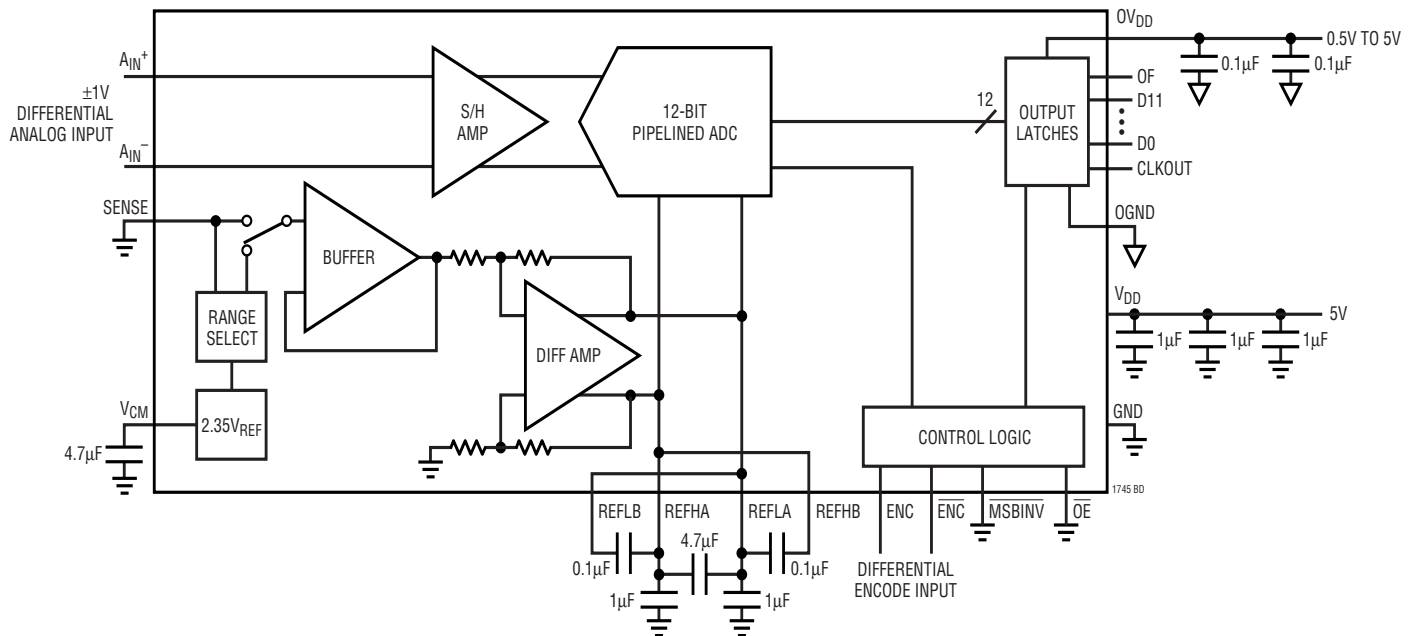 OVDD
0.5V TO 5V
0.1µF
0.1µF
AIN+
±1V
DIFFERENTIAL
ANALOG INPUT
AIN−
S/H
AMP
12-BIT
PIPELINED ADC
12
OUTPUT
LATCHES
OF
D11
D0
CLKOUT
OGND
SENSE
BUFFER
RANGE
SELECT
DIFF AMP
VDD
5V
1µF
1µF
1µF
VCM
2.35VREF
4.7µF
GND
CONTROL LOGIC
1745 BD
REFLB
REFHA
REFLA
REFHB
ENC
ENC
MSBINV
OE
4.7µF
0.1µF
0.1µF
1µF
1µF
DIFFERENTIAL
ENCODE INPUT